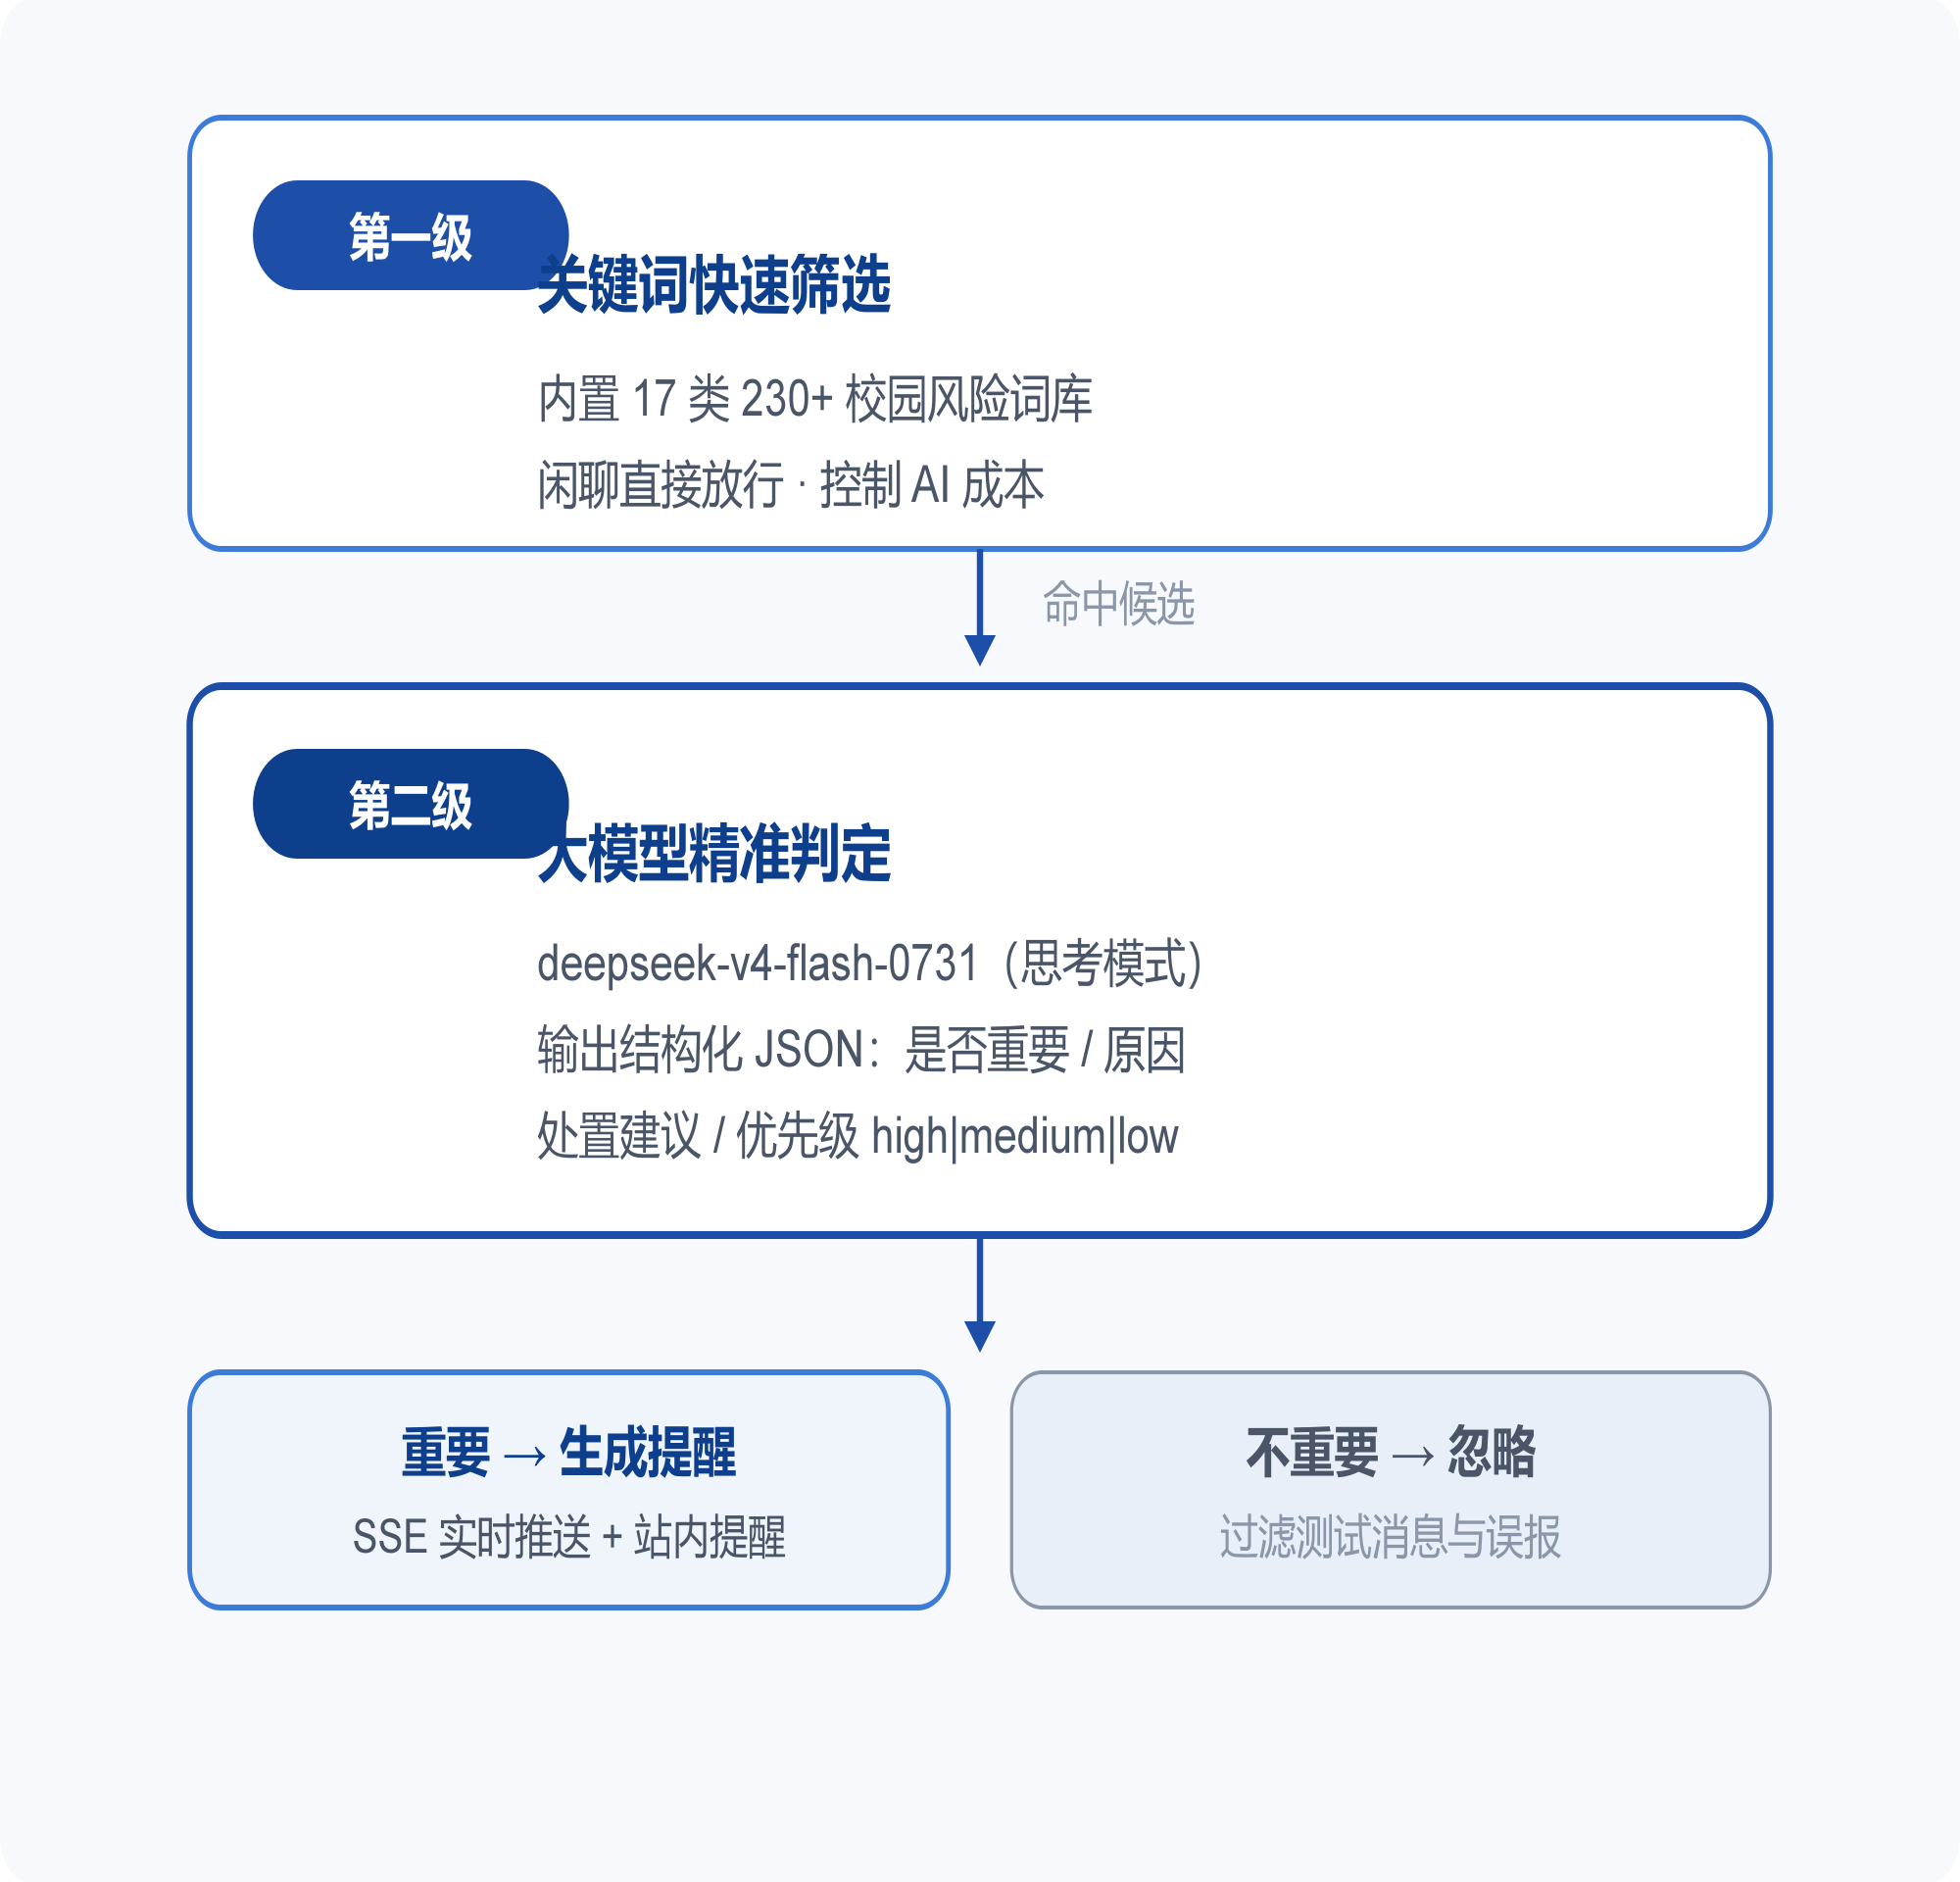 第一级
关键词快速筛选
内置 17 类 230+ 校园风险词库
闲聊直接放行 · 控制 AI 成本
命中候选
第二级
大模型精准判定
deepseek-v4-flash-0731（思考模式）
输出结构化 JSON：是否重要 / 原因
处置建议 / 优先级 high|medium|low
重要 → 生成提醒
SSE 实时推送 + 站内提醒
不重要 → 忽略
过滤测试消息与误报